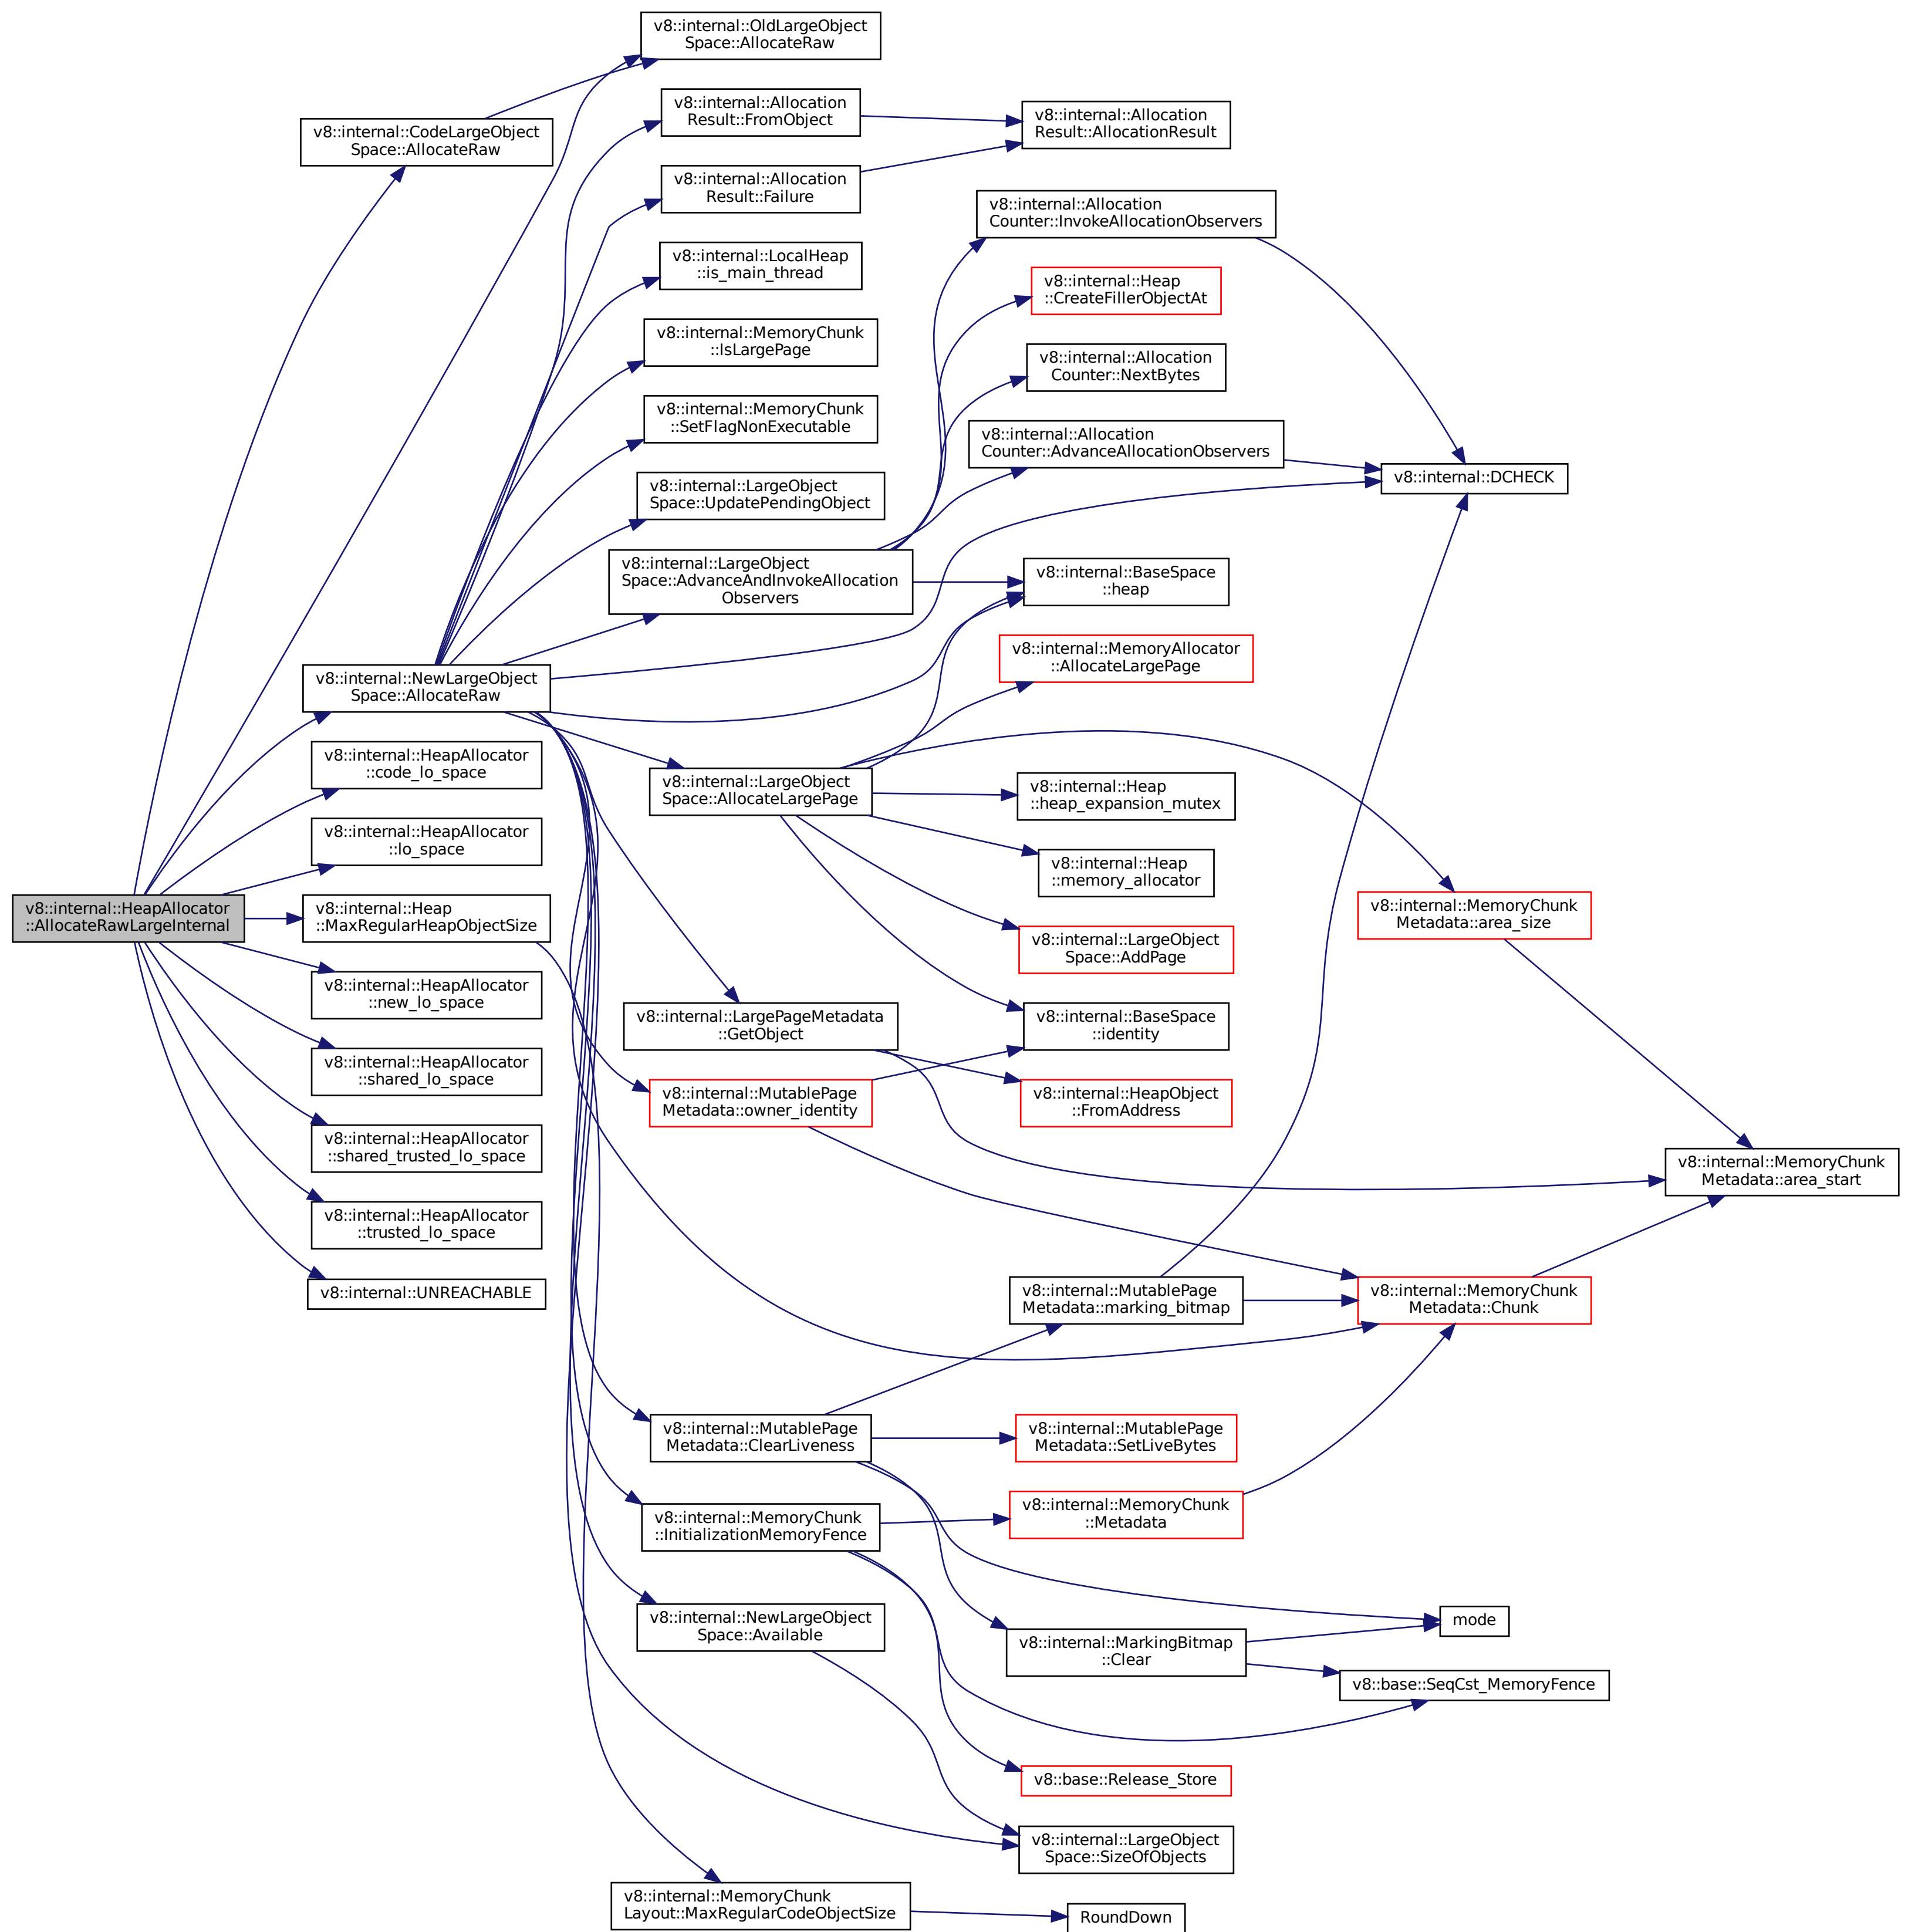 v8::internal::OldLargeObject
Space::AllocateRaw
v8::internal::CodeLargeObject
Space::AllocateRaw
v8::internal::Allocation
Result::FromObject
v8::internal::Allocation
Result::AllocationResult
v8::internal::Allocation
Result::Failure
v8::internal::Allocation
Counter::InvokeAllocationObservers
v8::internal::LocalHeap
::is_main_thread
v8::internal::Heap
::CreateFillerObjectAt
v8::internal::MemoryChunk
::IsLargePage
v8::internal::Allocation
Counter::NextBytes
v8::internal::MemoryChunk
::SetFlagNonExecutable
v8::internal::Allocation
Counter::AdvanceAllocationObservers
v8::internal::DCHECK
v8::internal::LargeObject
Space::UpdatePendingObject
v8::internal::LargeObject
Space::AdvanceAndInvokeAllocation
Observers
v8::internal::BaseSpace
::heap
v8::internal::NewLargeObject
Space::AllocateRaw
v8::internal::MemoryAllocator
::AllocateLargePage
v8::internal::HeapAllocator
::code_lo_space
v8::internal::LargeObject
Space::AllocateLargePage
v8::internal::Heap
::heap_expansion_mutex
v8::internal::HeapAllocator
::lo_space
v8::internal::Heap
::memory_allocator
v8::internal::HeapAllocator
::AllocateRawLargeInternal
v8::internal::Heap
::MaxRegularHeapObjectSize
v8::internal::MemoryChunk
Metadata::area_size
v8::internal::LargeObject
Space::AddPage
v8::internal::HeapAllocator
::new_lo_space
v8::internal::LargePageMetadata
::GetObject
v8::internal::BaseSpace
::identity
v8::internal::HeapAllocator
::shared_lo_space
v8::internal::MutablePage
Metadata::owner_identity
v8::internal::HeapObject
::FromAddress
v8::internal::HeapAllocator
::shared_trusted_lo_space
v8::internal::MemoryChunk
Metadata::area_start
v8::internal::HeapAllocator
::trusted_lo_space
v8::internal::UNREACHABLE
v8::internal::MutablePage
Metadata::marking_bitmap
v8::internal::MemoryChunk
Metadata::Chunk
v8::internal::MutablePage
Metadata::ClearLiveness
v8::internal::MutablePage
Metadata::SetLiveBytes
v8::internal::MemoryChunk
::InitializationMemoryFence
v8::internal::MemoryChunk
::Metadata
v8::internal::NewLargeObject
Space::Available
mode
v8::internal::MarkingBitmap
::Clear
v8::base::SeqCst_MemoryFence
v8::base::Release_Store
v8::internal::LargeObject
Space::SizeOfObjects
v8::internal::MemoryChunk
Layout::MaxRegularCodeObjectSize
RoundDown